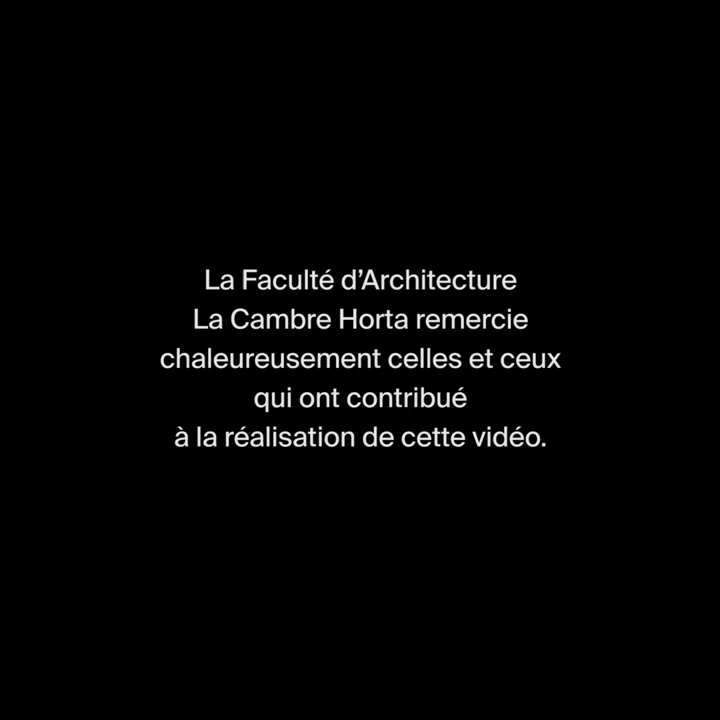 La Faculté d’Architecture
La Cambre Horta remercie
chaleureusement celles et ceux
qui ont contribué
à la réalisation de cette vidéo.